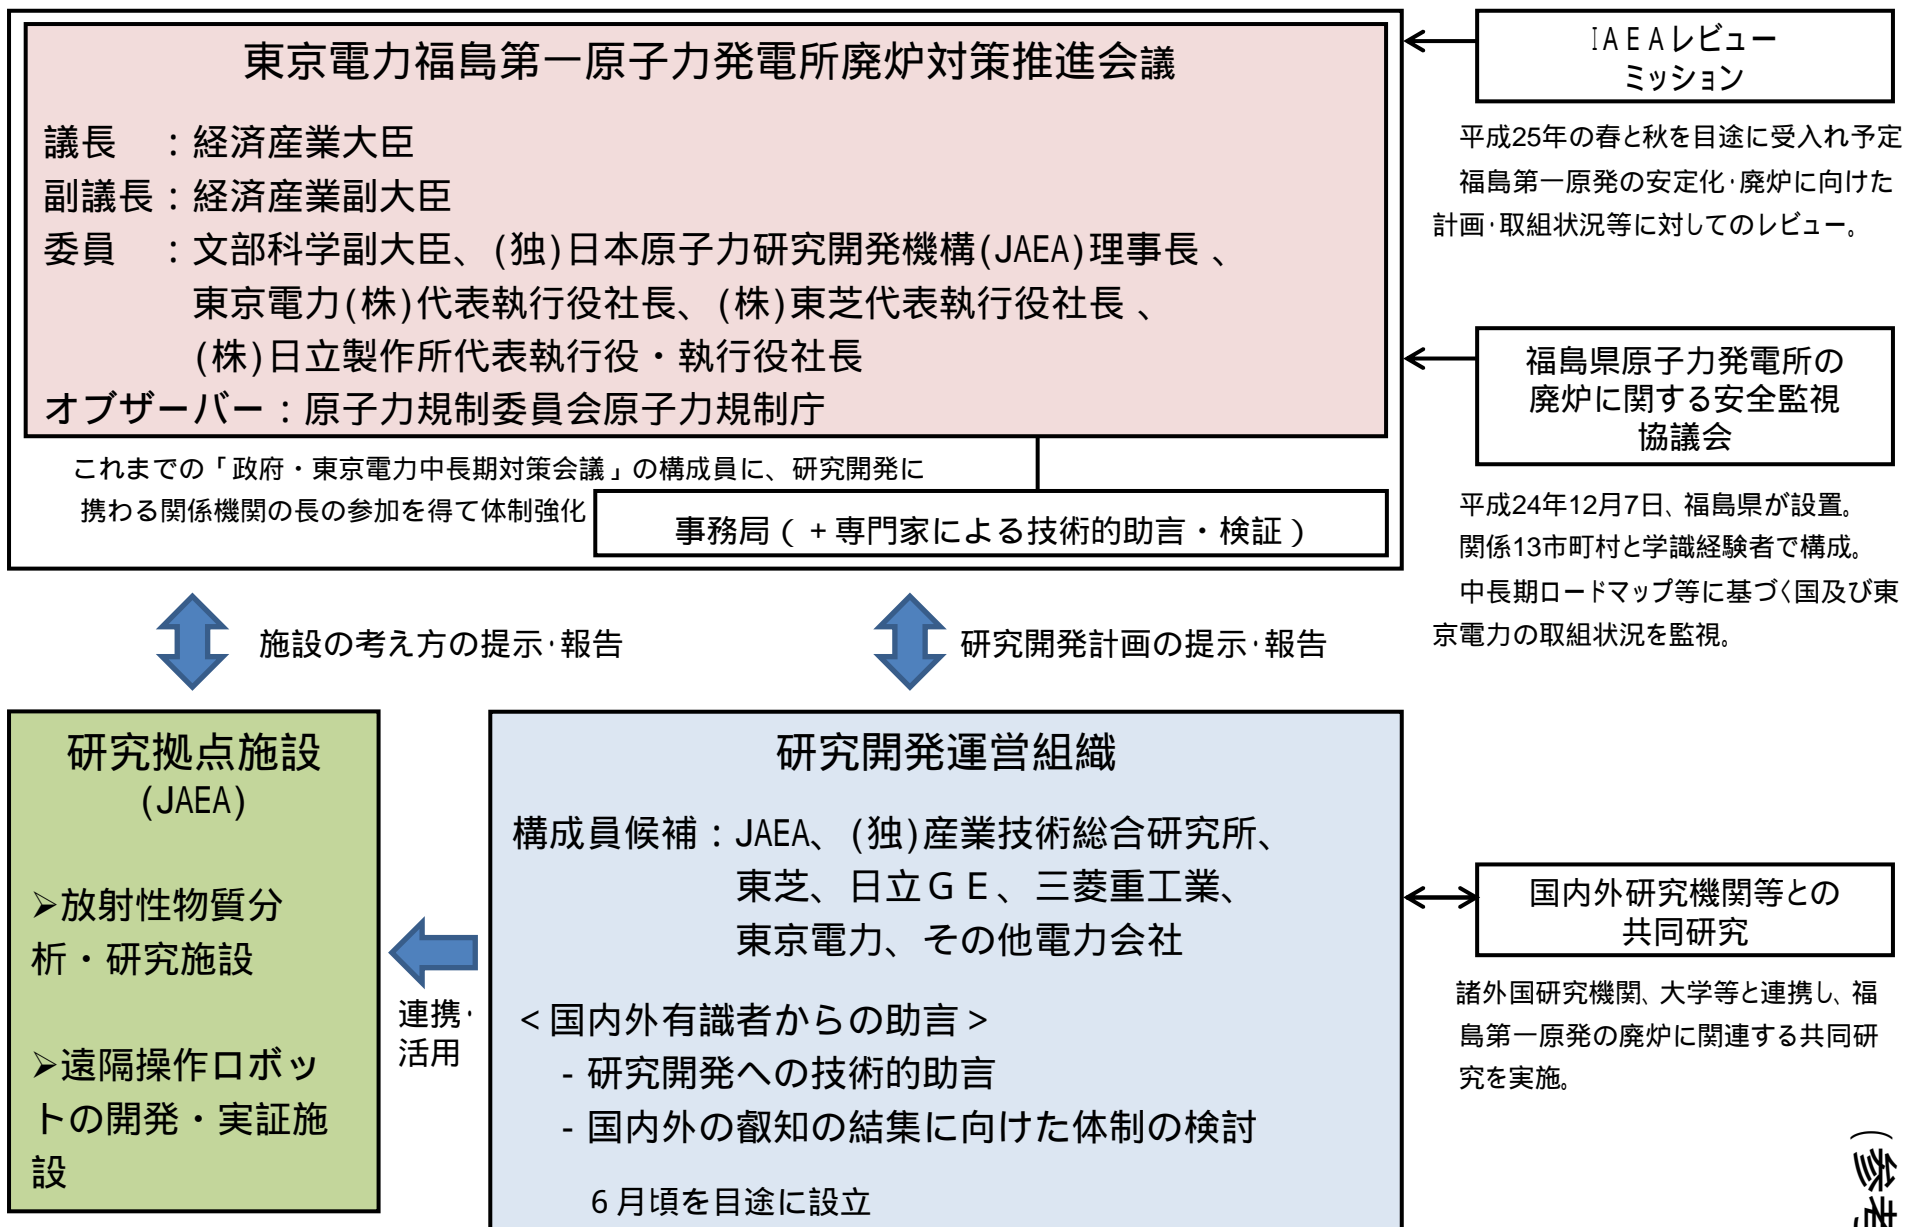 東京電力福島第一原子力発電所廃炉対策推進会議
議長　：経済産業大臣
副議長：経済産業副大臣
委員　：文部科学副大臣、(独)日本原子力研究開発機構(JAEA)理事長 、
東京電力(株)代表執行役社長、(株)東芝代表執行役社長 、
(株)日立製作所代表執行役・執行役社長
オブザーバー：原子力規制委員会原子力規制庁
これまでの「政府・東京電力中長期対策会議」の構成員に、研究開発に
携わる関係機関の長の参加を得て体制強化
事務局（+専門家による技術的助言・検証）
IAEAレビュー
ミッション
平成25年の春と秋を目途に受入れ予定
福島第一原発の安定化・廃炉に向けた
計画・取組状況等に対してのレビュー。
福島県原子力発電所の
廃炉に関する安全監視
協議会
平成24年12月7日、福島県が設置。
関係13市町村と学識経験者で構成。
中長期ロードマップ等に基づく国及び東
京電力の取組状況を監視。
施設の考え方の提示・報告
研究開発計画の提示・報告
研究拠点施設
(JAEA)
➢放射性物質分
析・研究施設
➢遠隔操作ロボッ
トの開発・実証施
設
連携・
活用
研究開発運営組織
構成員候補：JAEA、(独)産業技術総合研究所、
東芝、日立ＧＥ、三菱重工業、
東京電力、その他電力会社
<国内外有識者からの助言>
- 研究開発への技術的助言
- 国内外の叡知の結集に向けた体制の検討
６月頃を目途に設立
国内外研究機関等との
共同研究
諸外国研究機関、大学等と連携し、福
島第一原発の廃炉に関連する共同研
究を実施。
（参考